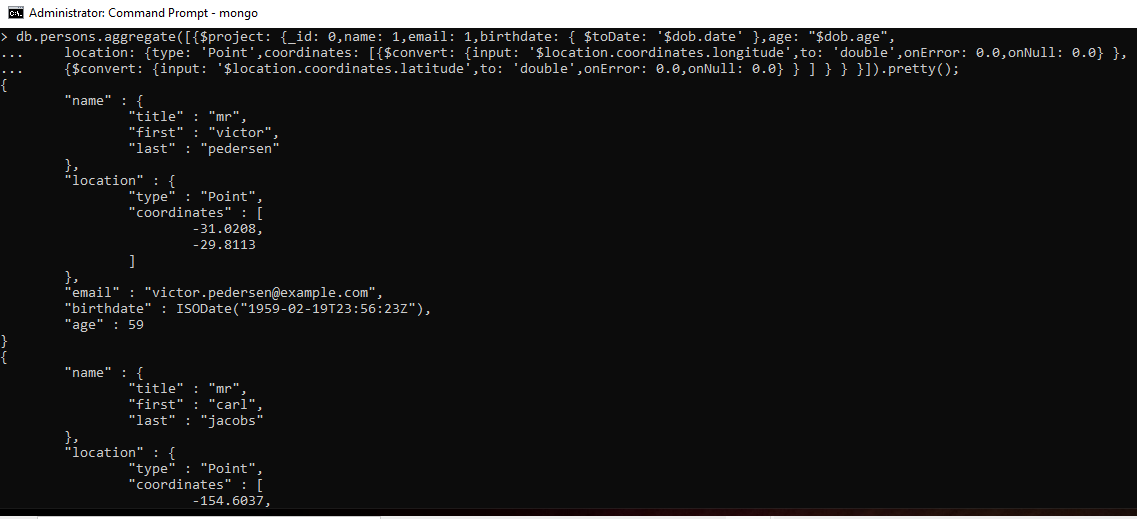 Administrator: Command Prompt - mongo
> db.persons.aggregate([{$project: {_id: 0,name: 1,email: 1,birthdate: { $toDate: '$dob.date' },age: "$dob.age",
...     location: {type: 'Point',coordinates: [{$convert: {input: '$location.coordinates.longitude',to: 'double',onError: 0.0,onNull: 0.0} },
...     {$convert: {input: '$location.coordinates.latitude',to: 'double',onError: 0.0,onNull: 0.0} } ] } } }]).pretty();
{
        "name" : {
                "title" : "mr",
                "first" : "victor",
                "last" : "pedersen"
        },
        "location" : {
                "type" : "Point",
                "coordinates" : [
                        -31.0208,
                        -29.8113
                ]
        },
        "email" : "victor.pedersen@example.com",
        "birthdate" : ISODate("1959-02-19T23:56:23Z"),
        "age" : 59
}
{
        "name" : {
                "title" : "mr",
                "first" : "carl",
                "last" : "jacobs"
        },
        "location" : {
                "type" : "Point",
                "coordinates" : [
                        -154.6037,